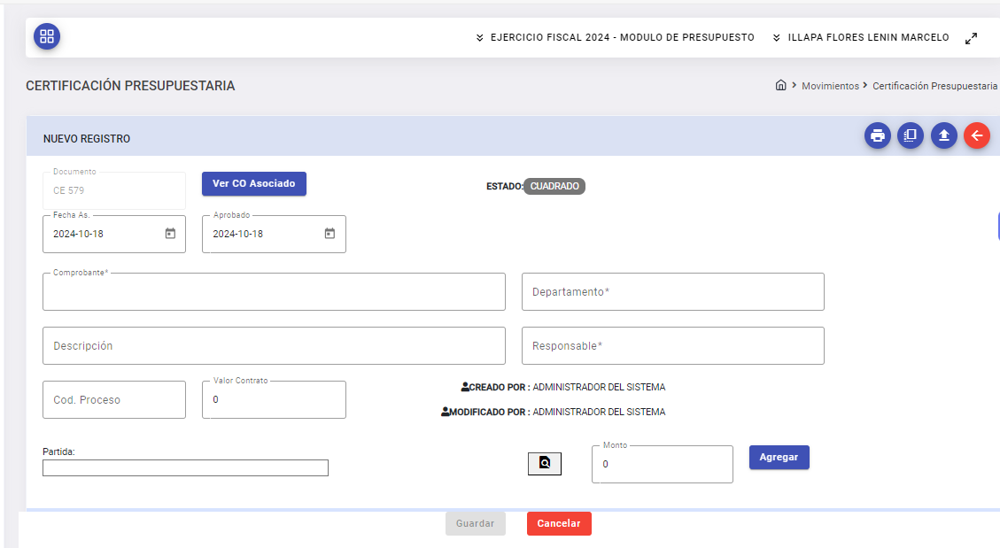 EJERCICIO FISCAL 2024 - MODULO DE PRESUPUESTO ILLAPA FLORES LENIN MARCELO
CERTIFICACIÓN PRESUPUESTARIA
> Movimientos > Certificación Presupuestaria
NUEVO REGISTRO
Documento
CE 579
Ver CO Asociado
ESTADO: CUADRADO
Fecha As.
2024-10-18
Aprobado
2024-10-18
Comprobante*
Departamento*
Descripción
Responsable*
Cod. Proceso
Valor Contrato
0
CREADO POR : ADMINISTRADOR DEL SISTEMA
MODIFICADO POR : ADMINISTRADOR DEL SISTEMA
Partida:
Monto
0
Agregar
Guardar
Cancelar